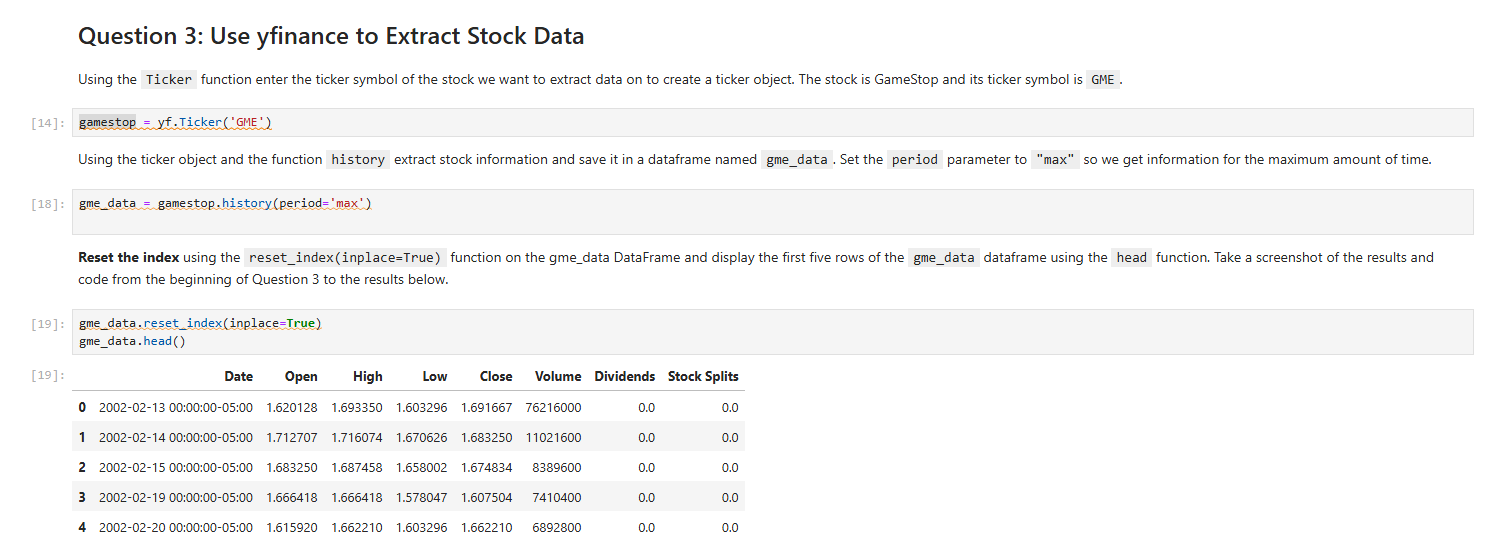 Question 3: Use yfinance to Extract Stock Data
Using the Ticker function enter the ticker symbol of the stock we want to extract data on to create a ticker object. The stock is GameStop and its ticker symbol is GME .
[14]: gamestop = yf.Ticker('GME')
Using the ticker object and the function history extract stock information and save it in a dataframe named gme_data . Set the period parameter to "max" so we get information for the maximum amount of time.
[18]: gme_data = gamestop.history(period='max')
Reset the index using the reset_index(inplace=True) function on the gme_data DataFrame and display the first five rows of the gme_data dataframe using the head function. Take a screenshot of the results and
code from the beginning of Question 3 to the results below.
[19]: gme_data.reset_index(inplace=True)
gme_data.head()
[19]: Date Open High Low Close Volume Dividends Stock Splits
0 2002-02-13 00:00:00-05:00 1.620128 1.693350 1.603296 1.691667 76216000 0.0 0.0
1 2002-02-14 00:00:00-05:00 1.712707 1.716074 1.670626 1.683250 11021600 0.0 0.0
2 2002-02-15 00:00:00-05:00 1.683250 1.687458 1.658002 1.674834 8389600 0.0 0.0
3 2002-02-19 00:00:00-05:00 1.666418 1.666418 1.578047 1.607504 7410400 0.0 0.0
4 2002-02-20 00:00:00-05:00 1.615920 1.662210 1.603296 1.662210 6892800 0.0 0.0